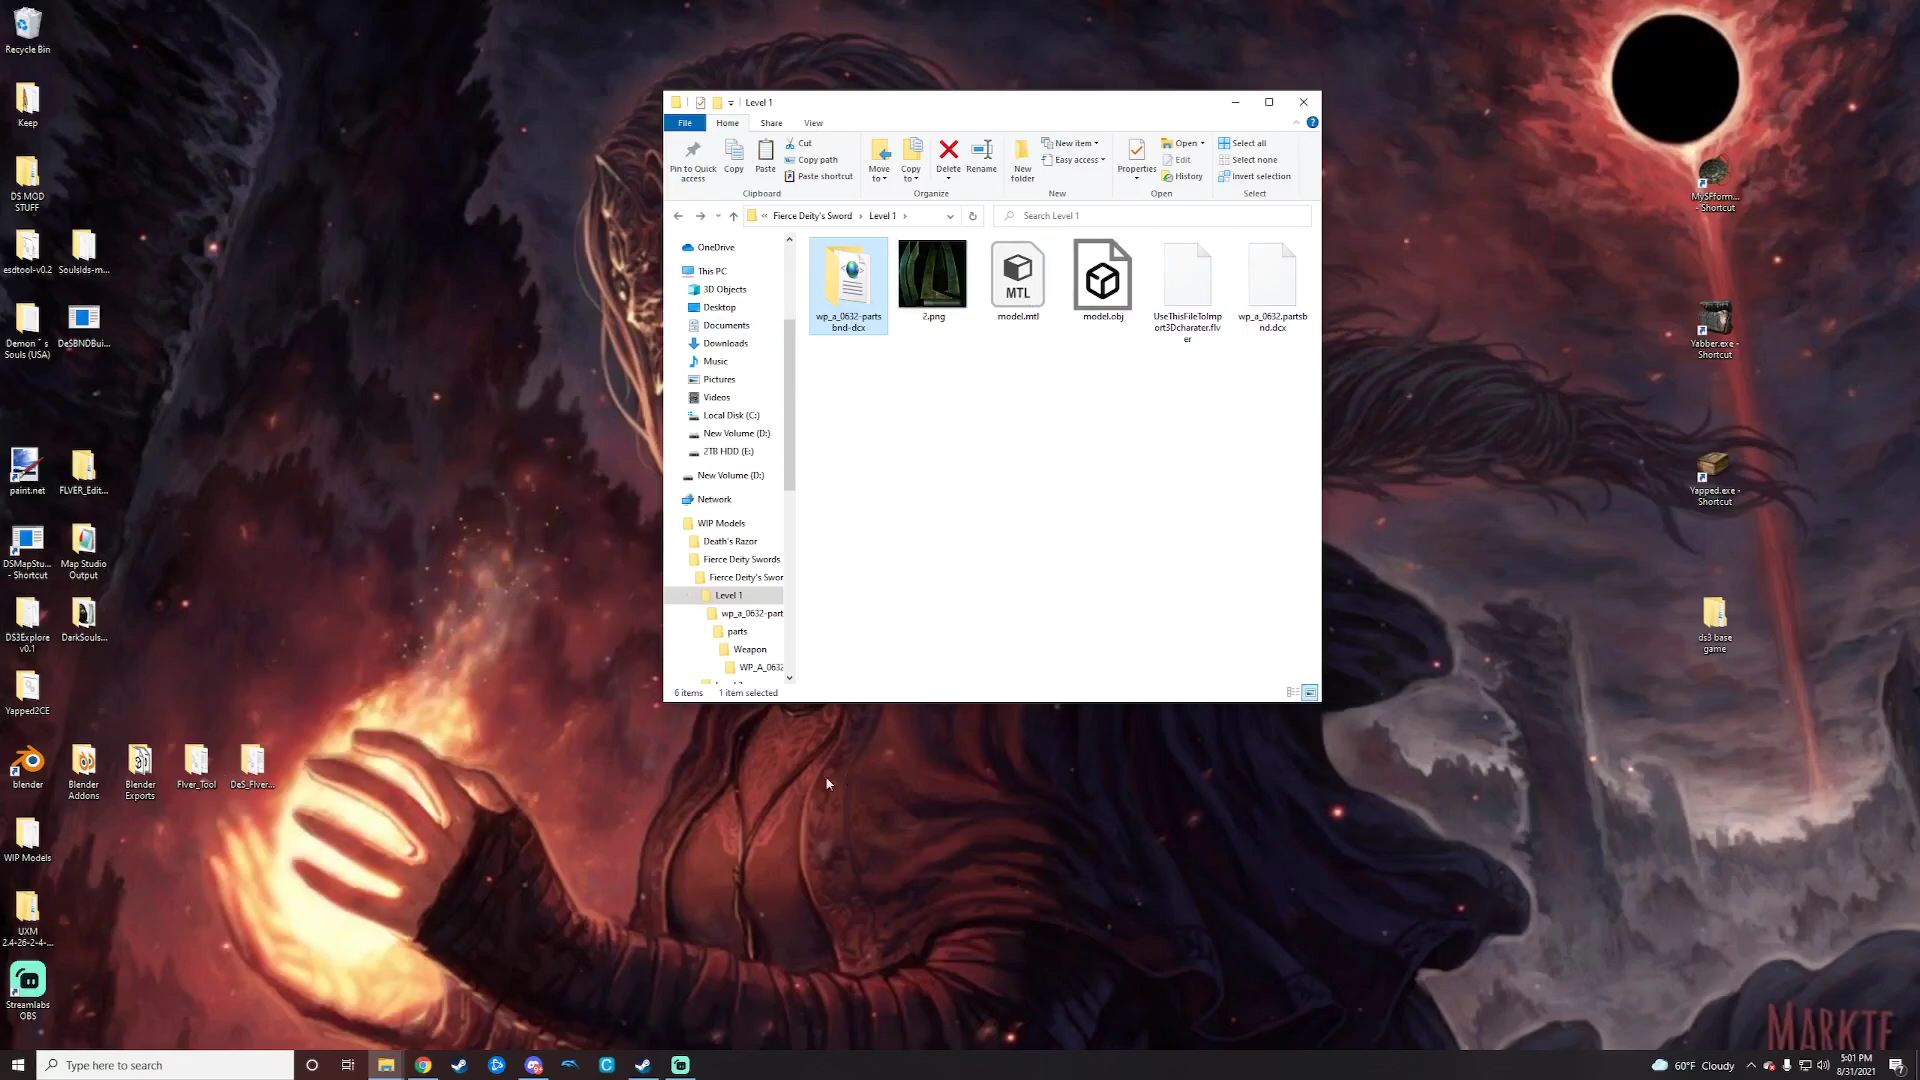 Recycle Bin
Keep
DS MOD
STUFF
esdtool-v0.2
SoulsIds-m...
Demon´s
Souls (USA)
DeSBNDBui...
paint.net
FLVER_Edit...
DSMapStu...
- Shortcut
Map Studio
Output
DS3Explore
v0.1
DarkSouls...
Yapped2CE
blender
Blender
Addons
Blender
Exports
Flver_Tool
DeS_Flver...
WIP Models
UXM
2.4-26-2-4-...
Streamlabs
OBS
Level 1
File
Home
Share
View
Pin to Quick
access
Copy
Paste
Cut
Copy path
Paste shortcut
Clipboard
Move
to
Copy
to
Delete
Rename
Organize
New
folder
New item
Easy access
New
Properties
Open
Edit
History
Open
Select all
Select none
Invert selection
Select
« Fierce Deity's Sword › Level 1 ›
Search Level 1
OneDrive
This PC
3D Objects
Desktop
Documents
Downloads
Music
Pictures
Videos
Local Disk (C:)
New Volume (D:)
2TB HDD (E:)
New Volume (D:)
Network
WIP Models
Death's Razor
Fierce Deity Swords
Fierce Deity's Swor
Level 1
wp_a_0632-part
parts
Weapon
WP_A_0632
wp_a_0632-parts
bnd-dcx
2.png
MTL
model.mtl
model.obj
UseThisFileToImp
ort3Dcharater.flv
er
wp_a_0632.partsb
nd.dcx
6 items
1 item selected
MySFform...
- Shortcut
Yabber.exe -
Shortcut
Yapped.exe -
Shortcut
ds3 base
game
MARKTF
Type here to search
60°F Cloudy
5:01 PM
8/31/2021